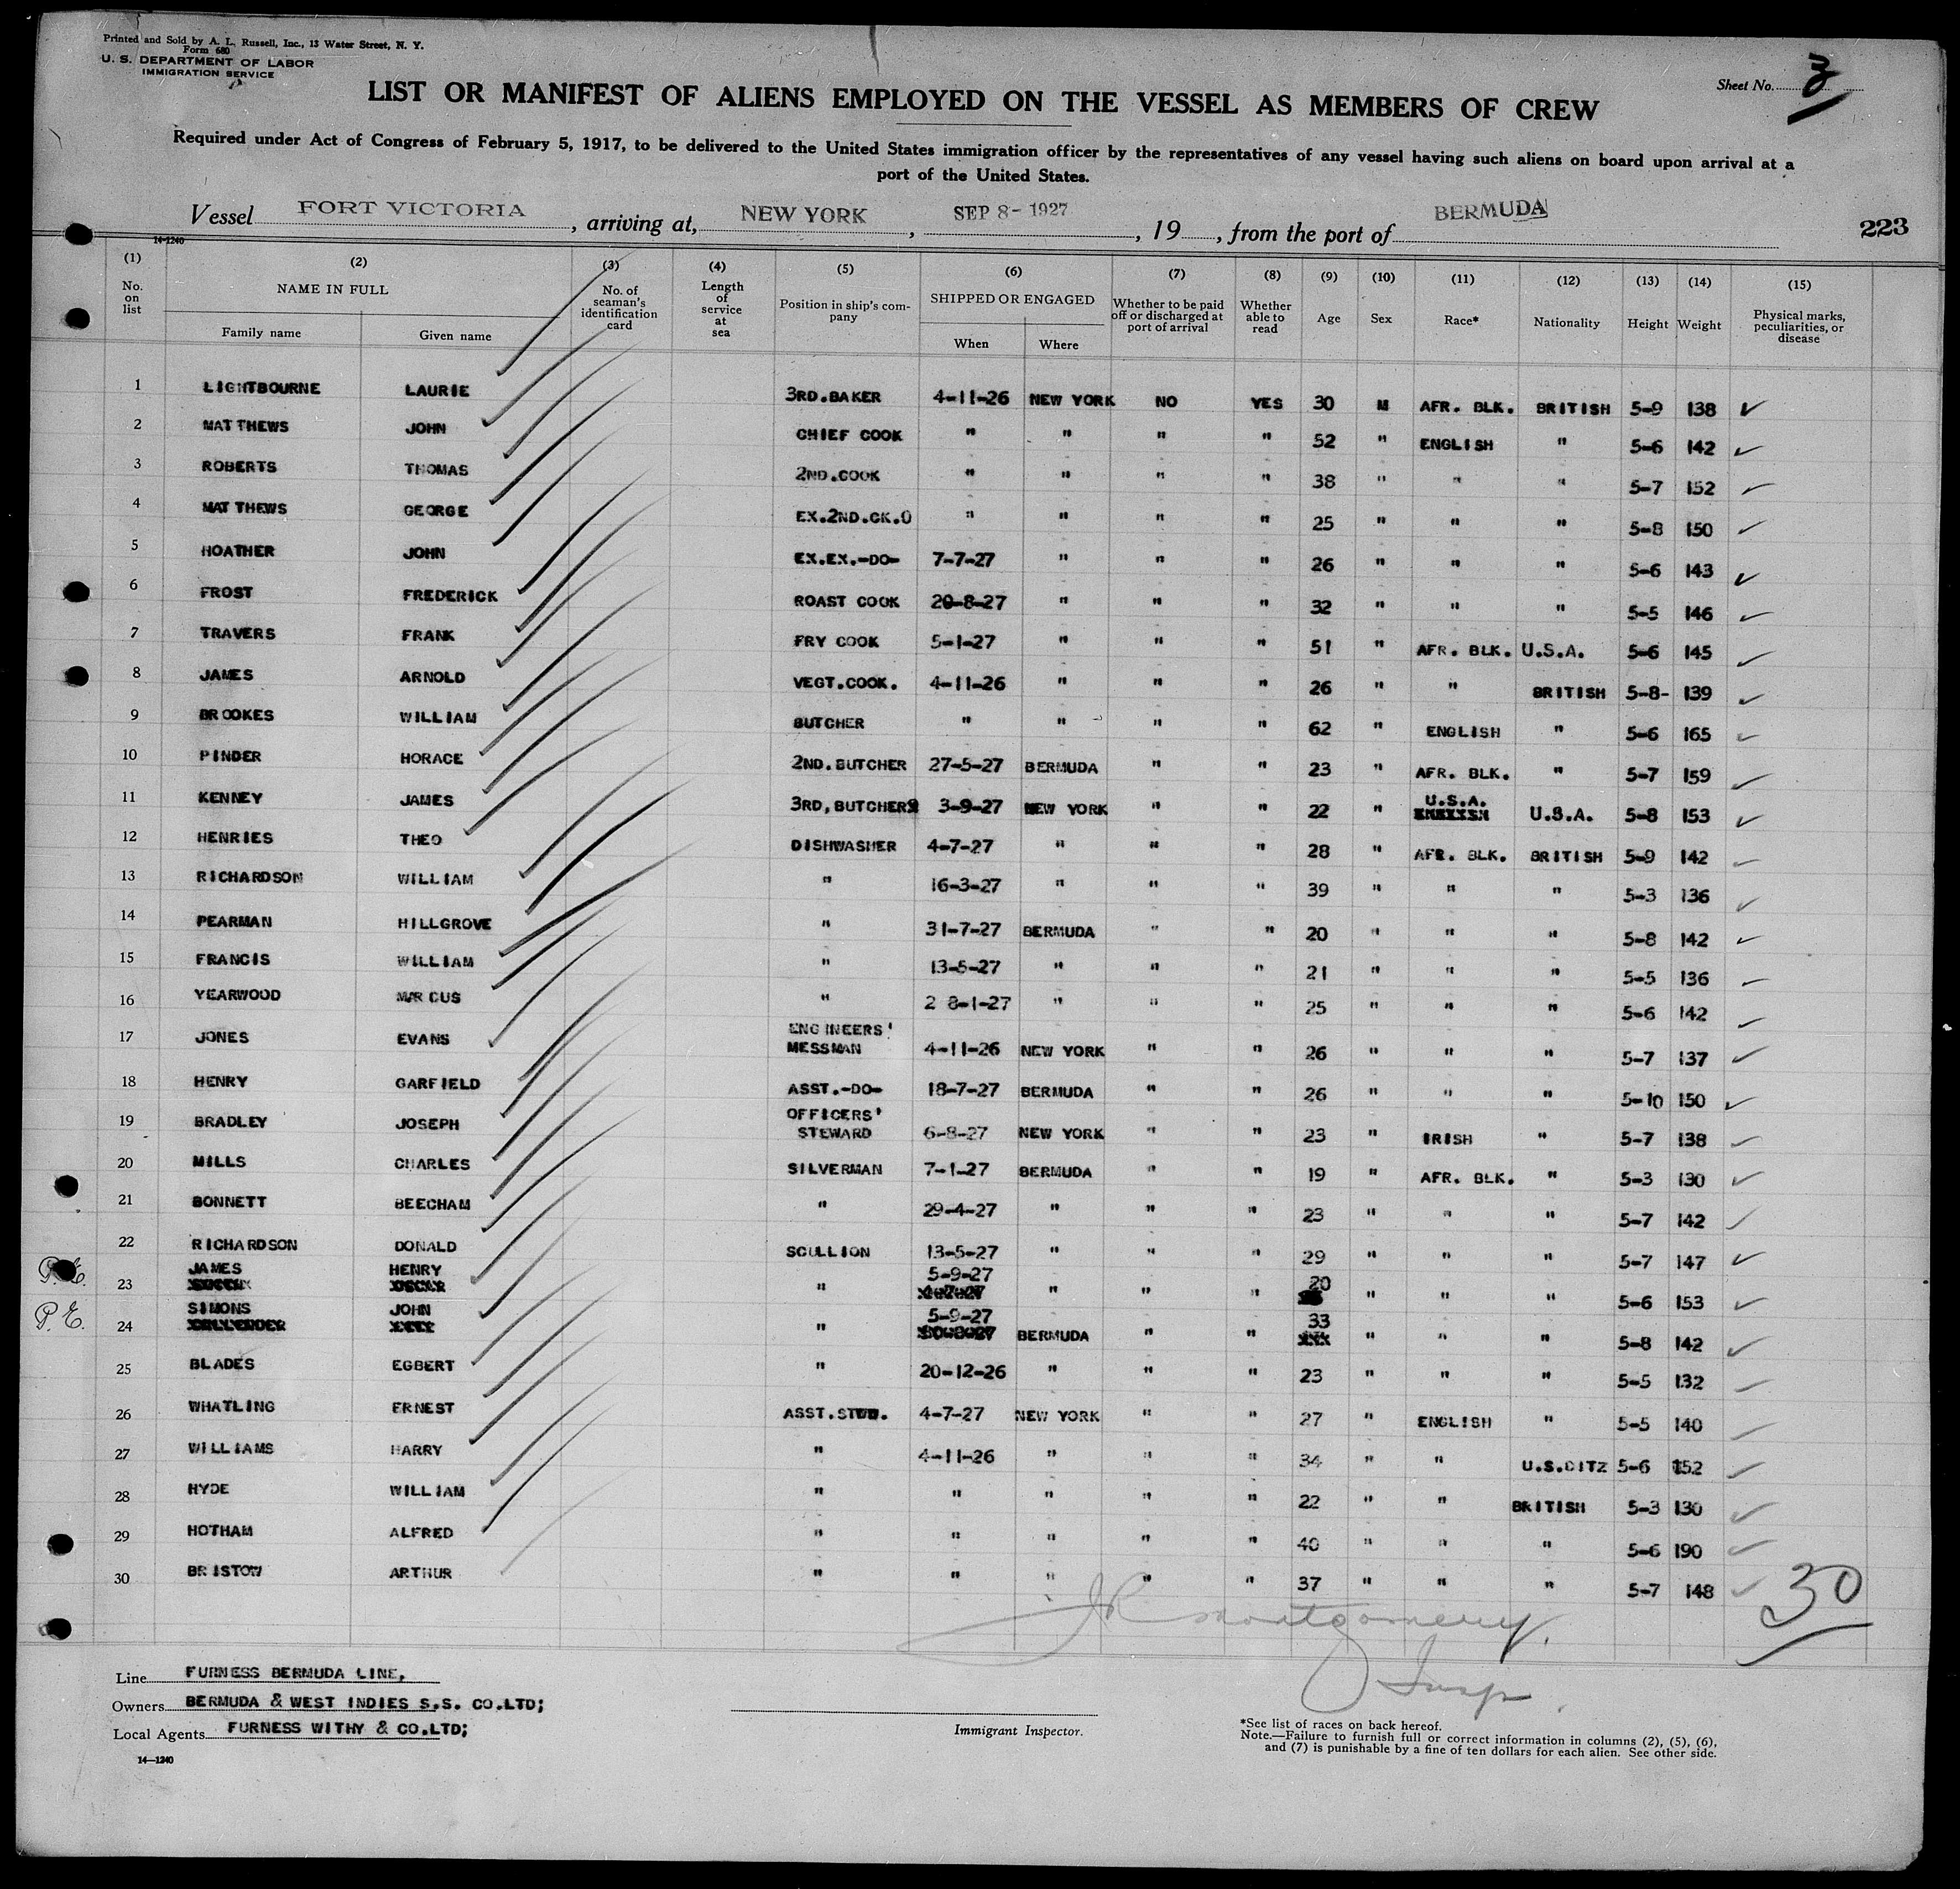 Printed and Sold by A. L. Russell, Inc., 13 Water Street, N. Y.
Form 680
U. S. DEPARTMENT OF LABOR
IMMIGRATION SERVICE
Sheet No. 3
LIST OR MANIFEST OF ALIENS EMPLOYED ON THE VESSEL AS MEMBERS OF CREW
Required under Act of Congress of February 5, 1917, to be delivered to the United States immigration officer by the representatives of any vessel having such aliens on board upon arrival at a
port of the United States.
Vessel FORT VICTORIA, arriving at, NEW YORK, SEP 8-1927, 19, from the port of BERMUDA
223
14-1240
(1) (2) (3) (4) (5) (6) (7) (8) (9) (10) (11) (12) (13) (14) (15)
No. on list NAME IN FULL Family name Given name No. of seaman's identification card Length of service at sea Position in ship's company SHIPPED OR ENGAGED When Where Whether to be paid off or discharged at port of arrival Whether able to read Age Sex Race* Nationality Height Weight Physical marks, peculiarities, or disease
1 LIGHTBOURNE LAURIE 3RD.BAKER 4-11-26 NEW YORK NO YES 30 M AFR. BLK. BRITISH 5-9 138 ✓
2 MATTHEWS JOHN CHIEF COOK " " " " 52 " ENGLISH " 5-6 142 ✓
3 ROBERTS THOMAS 2ND.COOK " " " " 38 " " " 5-7 152 ✓
4 MATTHEWS GEORGE EX.2ND.CK.O " " " " 25 " " " 5-8 150 ✓
5 HOATHER JOHN EX.EX.-DO- 7-7-27 " " " 26 " " " 5-6 143 ✓
6 FROST FREDERICK ROAST COOK 20-8-27 " " " 32 " " " 5-5 146 ✓
7 TRAVERS FRANK FRY COOK 5-1-27 " " " 51 " AFR. BLK. U.S.A. 5-6 145 ✓
8 JAMES ARNOLD VEGT.COOK. 4-11-26 " " " 26 " " BRITISH 5-8- 139 ✓
9 BROOKES WILLIAM BUTCHER " " " " 62 " ENGLISH " 5-6 165 ✓
10 PINDER HORACE 2ND.BUTCHER 27-5-27 BERMUDA " " 23 " AFR. BLK. " 5-7 159 ✓
11 KENNEY JAMES 3RD,BUTCHER 3-9-27 NEW YORK " " 22 " U.S.A. U.S.A. 5-8 153 ✓
12 HENRIES THEO DISHWASHER 4-7-27 " " " 28 " AFR. BLK. BRITISH 5-9 142 ✓
13 RICHARDSON WILLIAM " 16-3-27 " " " 39 " " " 5-3 136 ✓
14 PEARMAN HILLGROVE " 31-7-27 BERMUDA " " 20 " " " 5-8 142 ✓
15 FRANCIS WILLIAM " 13-5-27 " " " 21 " " " 5-5 136 ✓
16 YEARWOOD MARCUS " 2 8-1-27 " " " 25 " " " 5-6 142 ✓
17 JONES EVANS ENGINEERS' MESSMAN 4-11-26 NEW YORK " " 26 " " " 5-7 137 ✓
18 HENRY GARFIELD ASST.-DO- 18-7-27 BERMUDA " " 26 " " " 5-10 150 ✓
19 BRADLEY JOSEPH OFFICERS' STEWARD 6-8-27 NEW YORK " " 23 " IRISH " 5-7 138 ✓
20 MILLS CHARLES SILVERMAN 7-1-27 BERMUDA " " 19 " AFR. BLK. " 5-3 130 ✓
21 BONNETT BEECHAM " 29-4-27 " " " 23 " " " 5-7 142 ✓
22 RICHARDSON DONALD SCULLION 13-5-27 " " " 29 " " " 5-7 147 ✓
P.E. 23 JAMES HENRY " 5-9-27 " " " 20 " " " 5-6 153 ✓
P.E. 24 SIMONS JOHN " 5-9-27 BERMUDA " " 33 " " " 5-8 142 ✓
25 BLADES EGBERT " 20-12-26 " " " 23 " " " 5-5 132 ✓
26 WHATLING ERNEST ASST.STWD. 4-7-27 NEW YORK " " 27 " ENGLISH " 5-5 140 ✓
27 WILLIAMS HARRY " 4-11-26 " " " 34 " " U.S.CITZ 5-6 152 ✓
28 HYDE WILLIAM " " " " " 22 " " BRITISH 5-3 130 ✓
29 HOTHAM ALFRED " " " " " 40 " " " 5-6 190 ✓
30 BRISTOW ARTHUR " " " " " 37 " " " 5-7 148 ✓
30
JR Montgomery.
Insp.
Line FURNESS BERMUDA LINE,
Owners BERMUDA & WEST INDIES S.S. CO.LTD;
Local Agents FURNESS WITHY & CO.LTD;
14—1240
Immigrant Inspector.
*See list of races on back hereof.
Note.—Failure to furnish full or correct information in columns (2), (5), (6),
and (7) is punishable by a fine of ten dollars for each alien. See other side.